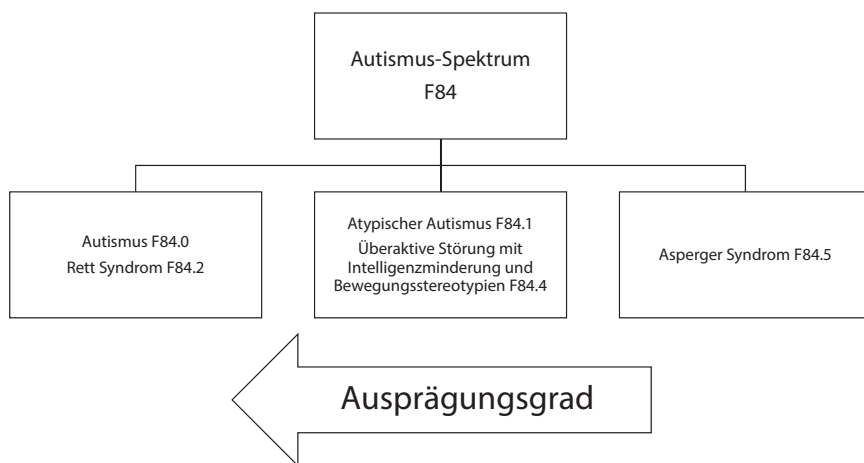 Autismus-Spektrum
F84
Autismus F84.0
Rett Syndrom F84.2
Atypischer Autismus F84.1
Überaktive Störung mit
Intelligenzminderung und
Bewegungsstereotypien F84.4
Asperger Syndrom F84.5
Ausprägungsgrad